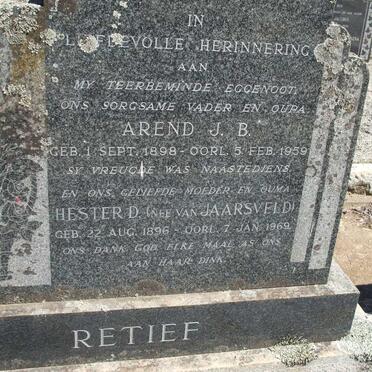 IN
LIEFDEVOLLE HERINNERING
AAN
MY TEERBEMINDE EGGENOOT,
ONS SORGSAME VADER EN OUPA
AREND J. B.
GEB. 1 SEPT. 1898 - OORL. 5 FEB. 1959
SY VREUGDE WAS NAASTEDIENS.
EN ONS GELIEFDE MOEDER EN OUMA
HESTER D. (NEE VAN JAARSVELD)
GEB. 22 AUG. 1896 - OORL. 7 JAN. 1969
ONS DANK GOD ELKE MAAL AS ONS
AAN HAAR DINK.
RETIEF